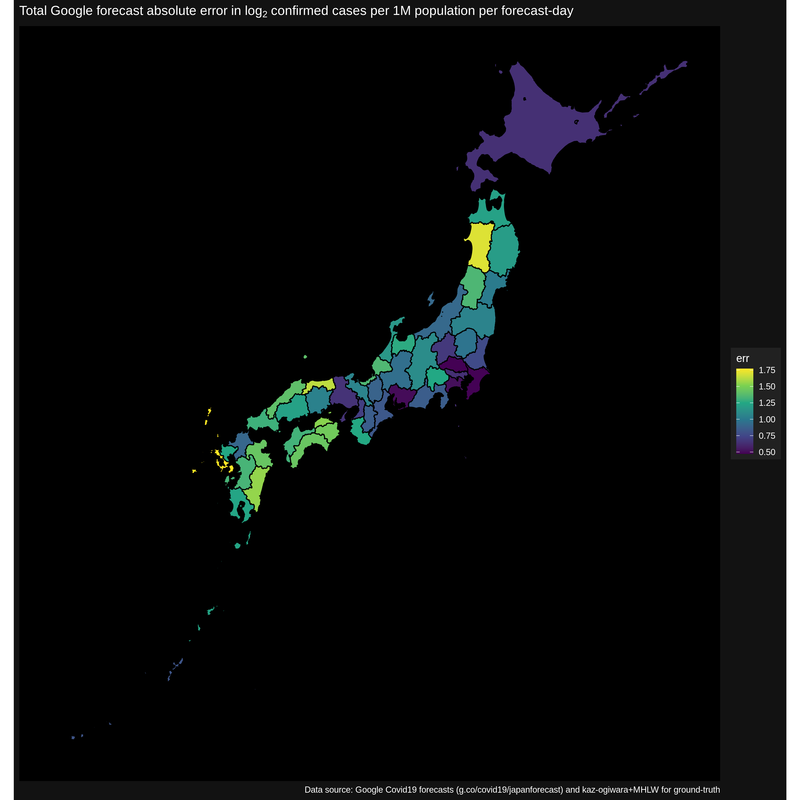 Total Google forecast absolute error in log₂ confirmed cases per 1M population per forecast-day
err
1.75
1.50
1.25
1.00
0.75
0.50
Data source: Google Covid19 forecasts (g.co/covid19/japanforecast) and kaz-ogiwara+MHLW for ground-truth